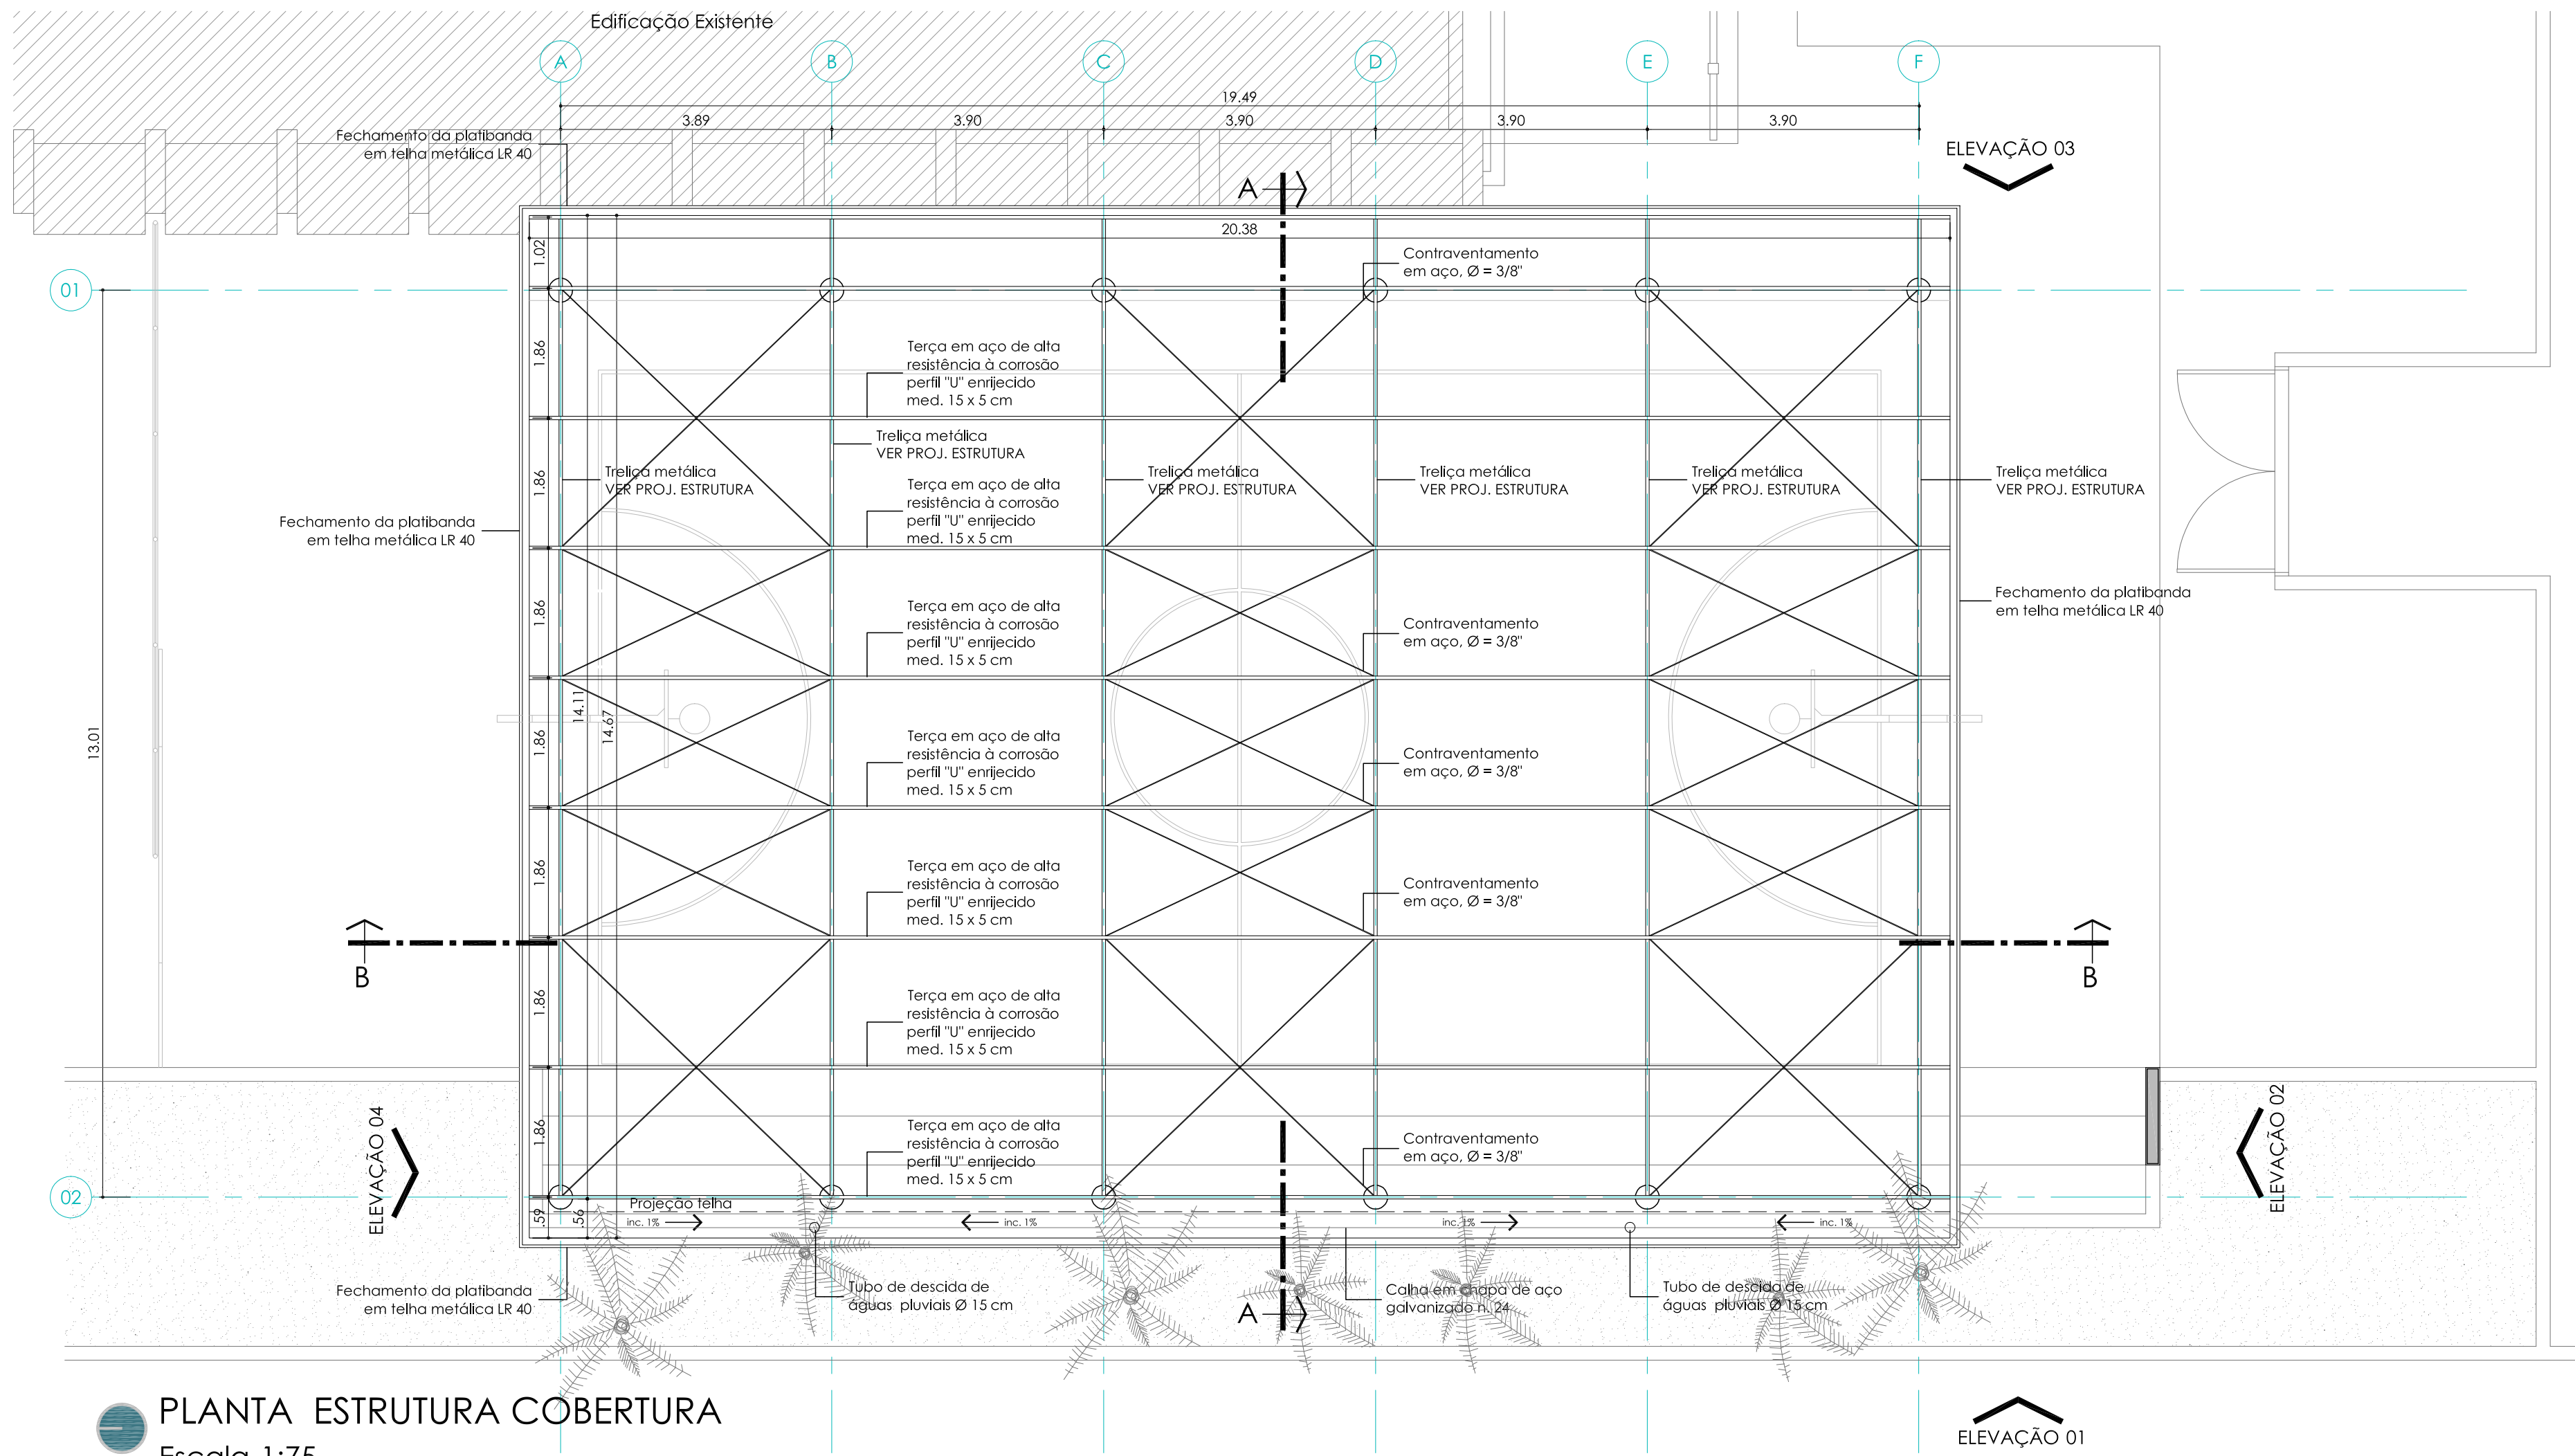 Edificação Existente
A
B
C
D
E
F
19.49
3.89
3.90
3.90
3.90
3.90
Fechamento da platibanda
em telha metálica LR 40
ELEVAÇÃO 03
A
20.38
1.02
Contraventamento
em aço, Ø = 3/8"
01
1.86
Terça em aço de alta
resistência à corrosão
perfil "U" enrijecido
med. 15 x 5 cm
Treliça metálica
VER PROJ. ESTRUTURA
1.86
Treliça metálica
VER PROJ. ESTRUTURA
Treliça metálica
VER PROJ. ESTRUTURA
Treliça metálica
VER PROJ. ESTRUTURA
Treliça metálica
VER PROJ. ESTRUTURA
Treliça metálica
VER PROJ. ESTRUTURA
Terça em aço de alta
resistência à corrosão
perfil "U" enrijecido
med. 15 x 5 cm
Fechamento da platibanda
em telha metálica LR 40
1.86
Terça em aço de alta
resistência à corrosão
perfil "U" enrijecido
med. 15 x 5 cm
Contraventamento
em aço, Ø = 3/8"
Fechamento da platibanda
em telha metálica LR 40
14.11
14.67
13.01
1.86
Terça em aço de alta
resistência à corrosão
perfil "U" enrijecido
med. 15 x 5 cm
Contraventamento
em aço, Ø = 3/8"
1.86
Terça em aço de alta
resistência à corrosão
perfil "U" enrijecido
med. 15 x 5 cm
Contraventamento
em aço, Ø = 3/8"
B
B
1.86
Terça em aço de alta
resistência à corrosão
perfil "U" enrijecido
med. 15 x 5 cm
ELEVAÇÃO 04
1.86
Terça em aço de alta
resistência à corrosão
perfil "U" enrijecido
med. 15 x 5 cm
Contraventamento
em aço, Ø = 3/8"
ELEVAÇÃO 02
02
Projeção telha
.59
.56
inc. 1%
inc. 1%
inc. 1%
inc. 1%
Fechamento da platibanda
em telha metálica LR 40
Tubo de descida de
águas pluviais Ø 15 cm
A
Calha em chapa de aço
galvanizado n. 24
Tubo de descida de
águas pluviais Ø 15 cm
PLANTA ESTRUTURA COBERTURA
Escala 1:75
ELEVAÇÃO 01